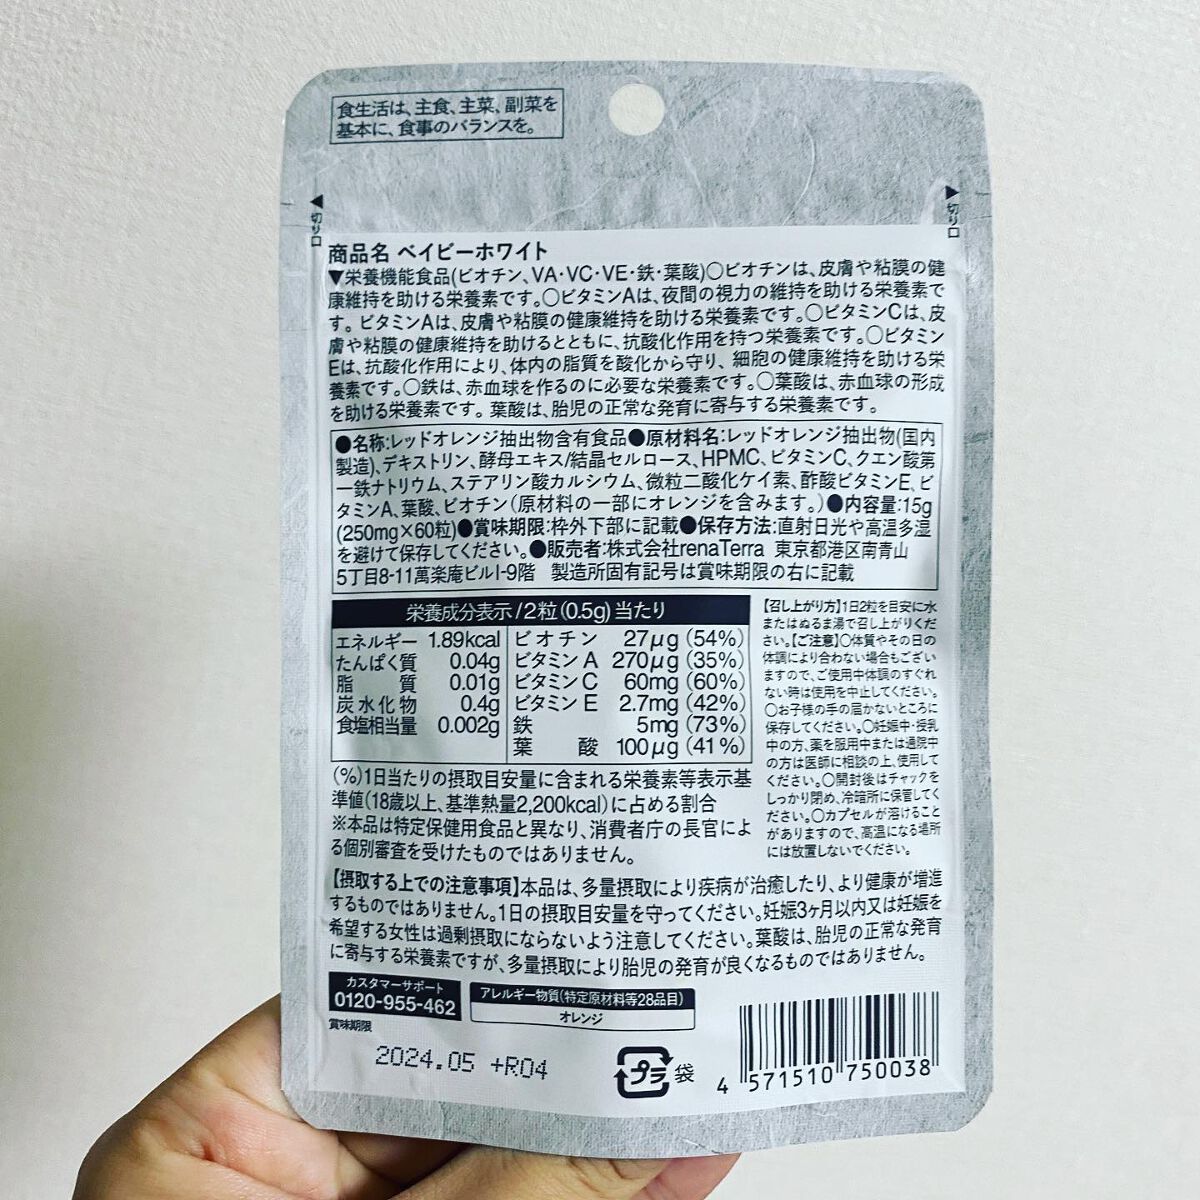 食生活は、主食、主菜、副菜を
基本に、食事のバランスを。
◀切り口
▶切り口
商品名 ベイビーホワイト
▼栄養機能食品(ビオチン、VA・VC・VE・鉄・葉酸)○ビオチンは、皮膚や粘膜の健
康維持を助ける栄養素です。○ビタミンAは、夜間の視力の維持を助ける栄養素で
す。ビタミンAは、皮膚や粘膜の健康維持を助ける栄養素です。○ビタミンCは、皮
膚や粘膜の健康維持を助けるとともに、抗酸化作用を持つ栄養素です。○ビタミン
Eは、抗酸化作用により、体内の脂質を酸化から守り、細胞の健康維持を助ける栄
養素です。○鉄は、赤血球を作るのに必要な栄養素です。○葉酸は、赤血球の形成
を助ける栄養素です。葉酸は、胎児の正常な発育に寄与する栄養素です。
●名称:レッドオレンジ抽出物含有食品●原材料名:レッドオレンジ抽出物(国内
製造)、デキストリン、酵母エキス/結晶セルロース、HPMC、ビタミンC、クエン酸第
一鉄ナトリウム、ステアリン酸カルシウム、微粒二酸化ケイ素、酢酸ビタミンE、ビ
タミンA、葉酸、ビオチン(原材料の一部にオレンジを含みます。)●内容量:15g
(250mg×60粒)●賞味期限:枠外下部に記載●保存方法:直射日光や高温多湿
を避けて保存してください。●販売者:株式会社renaTerra 東京都港区南青山
5丁目8-11萬楽庵ビルI-9階 製造所固有記号は賞味期限の右に記載
栄養成分表示/2粒(0.5g)当たり
エネルギー 1.89kcal
たんぱく質 0.04g
脂質 0.01g
炭水化物 0.4g
食塩相当量 0.002g
ビオチン 27μg(54%)
ビタミンA 270μg(35%)
ビタミンC 60mg(60%)
ビタミンE 2.7mg(42%)
鉄 5mg(73%)
葉酸 100μg(41%)
(%)1日当たりの摂取目安量に含まれる栄養素等表示基
準値(18歳以上、基準熱量2,200kcal)に占める割合
※本品は特定保健用食品と異なり、消費者庁の長官によ
る個別審査を受けたものではありません。
【召し上がり方】1日2粒を目安に水
またはぬるま湯で召し上がりくだ
さい。【ご注意】○体質やその日の
体調により合わない場合もござい
ますので、ご使用中体調のすぐれ
ない時は使用を中止してください。
○お子様の手の届かないところに
保存してください。○妊娠中・授乳
中の方、薬を服用中または通院中
の方は医師に相談の上、使用して
ください。○開封後はチャックを
しっかり閉め、冷暗所に保管してく
ださい。○カプセルが溶けること
がありますので、高温になる場所
には放置しないでください。
【摂取する上での注意事項】本品は、多量摂取により疾病が治癒したり、より健康が増進
するものではありません。1日の摂取目安量を守ってください。妊娠3ヶ月以内又は妊娠を
希望する女性は過剰摂取にならないよう注意してください。葉酸は、胎児の正常な発育
に寄与する栄養素ですが、多量摂取により胎児の発育が良くなるものではありません。
カスタマーサポート
0120-955-462
アレルギー物質(特定原材料等28品目)
オレンジ
賞味期限
2024.05 +R04
プラ 袋
4 571510 750038